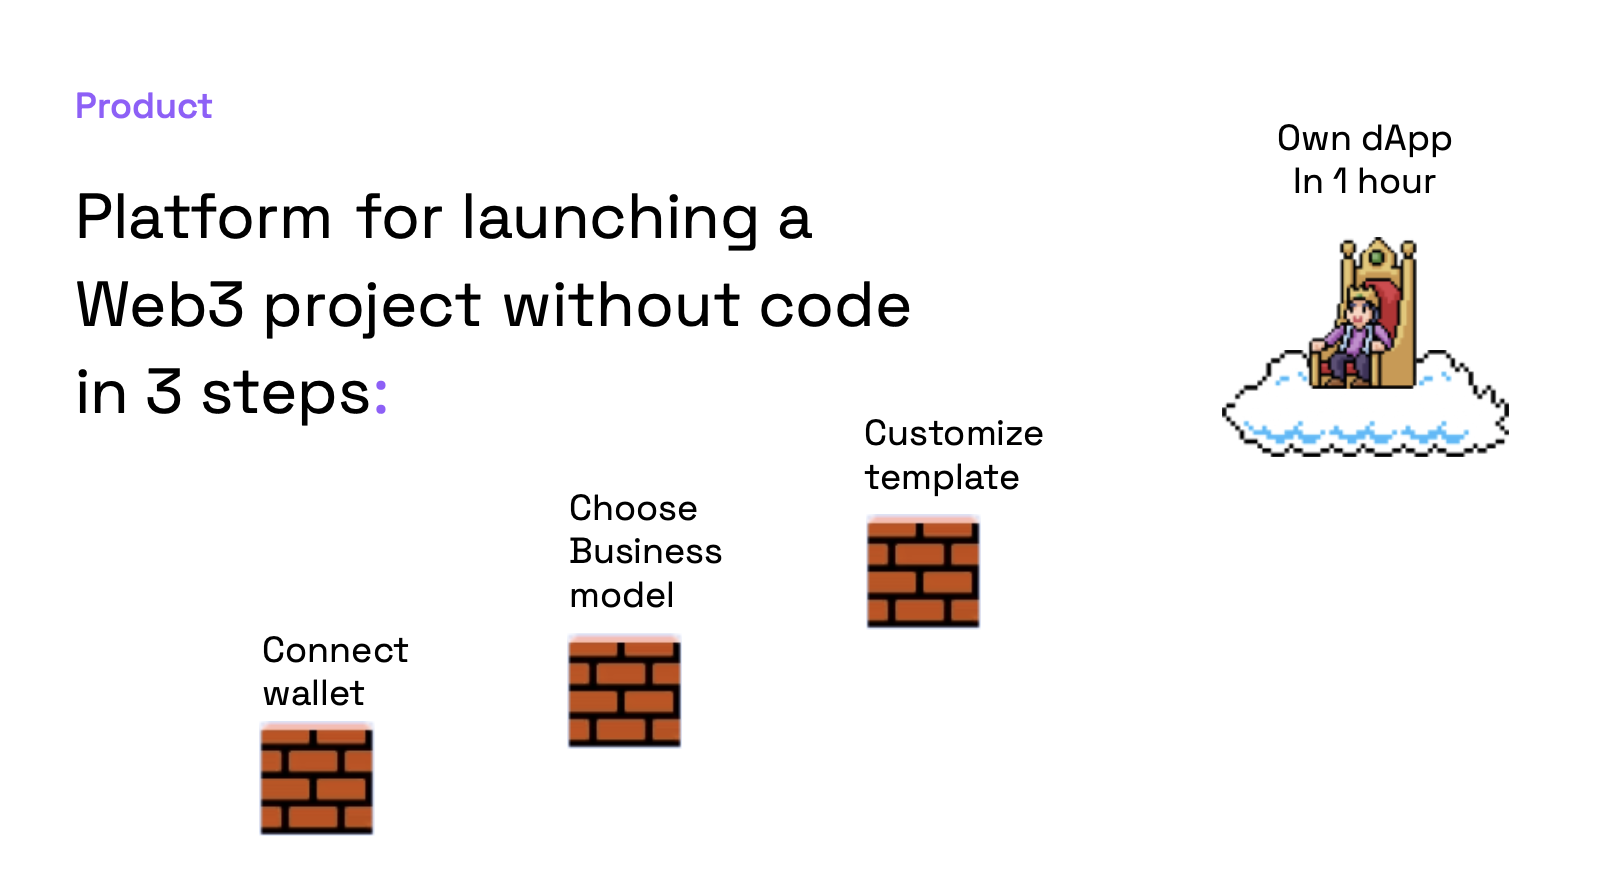 Product
Platform for launching a
Web3 project without code
in 3 steps:
Connect
wallet
Choose
Business
model
Customize
template
Own dApp
In 1 hour